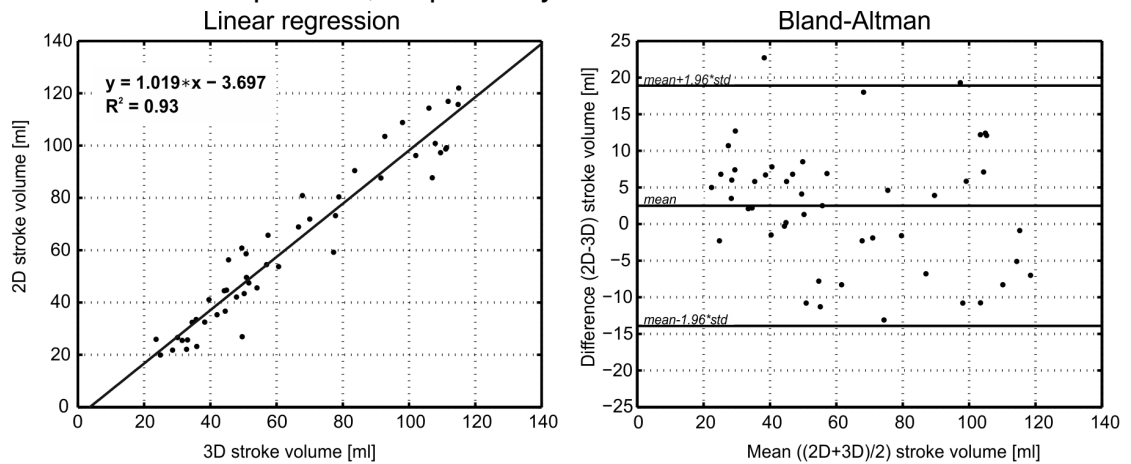 Linear regression
140
120
100
80
60
40
20
0
0 20 40 60 80 100 120 140
2D stroke volume [ml]
3D stroke volume [ml]
y = 1.019*x − 3.697
R² = 0.93
Bland-Altman
25
20
15
10
5
0
−5
−10
−15
−20
−25
0 20 40 60 80 100 120 140
Difference (2D-3D) stroke volume [ml]
Mean ((2D+3D)/2) stroke volume [ml]
mean+1.96*std
mean
mean-1.96*std